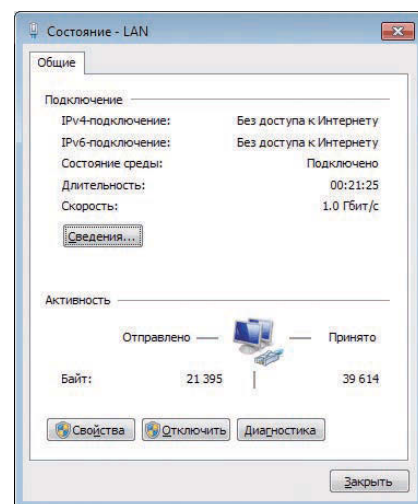 Состояние - LAN
Общие
Подключение
IPv4-подключение: Без доступа к Интернету
IPv6-подключение: Без доступа к Интернету
Состояние среды: Подключено
Длительность: 00:21:25
Скорость: 1.0 Гбит/с
Сведения...
Активность
Отправлено — — Принято
Байт: 21 395 39 614
Свойства Отключить Диагностика
Закрыть